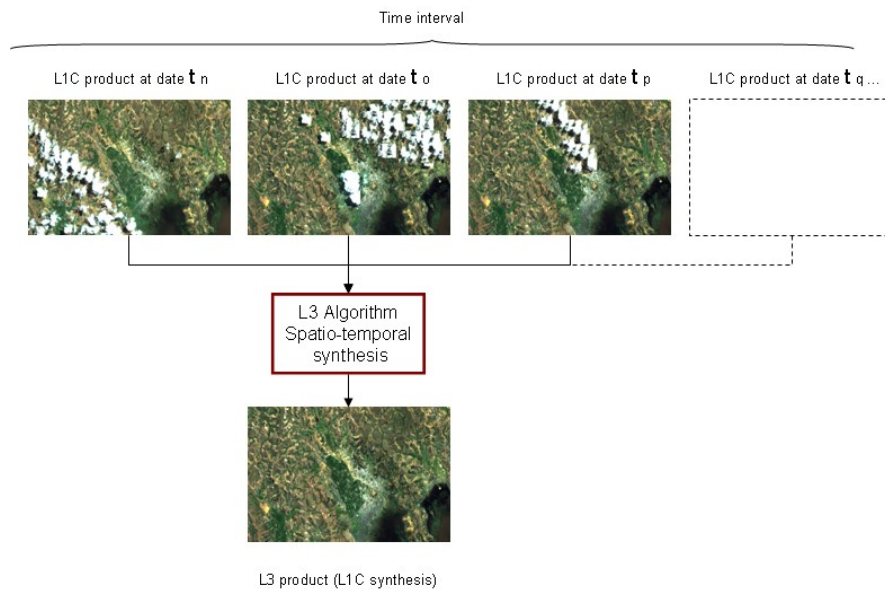 Time interval
L1C product at date t n
L1C product at date t o
L1C product at date t p
L1C product at date t q ...
L3 Algorithm
Spatio-temporal
synthesis
L3 product (L1C synthesis)